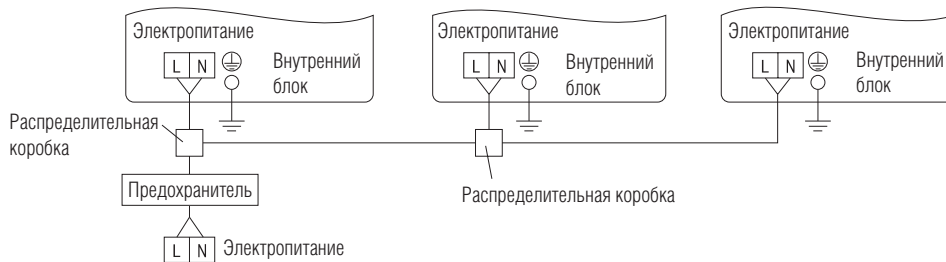 Электропитание
L N
Внутренний
блок
Электропитание
L N
Внутренний
блок
Электропитание
L N
Внутренний
блок
Распределительная
коробка
Распределительная коробка
Предохранитель
L N Электропитание